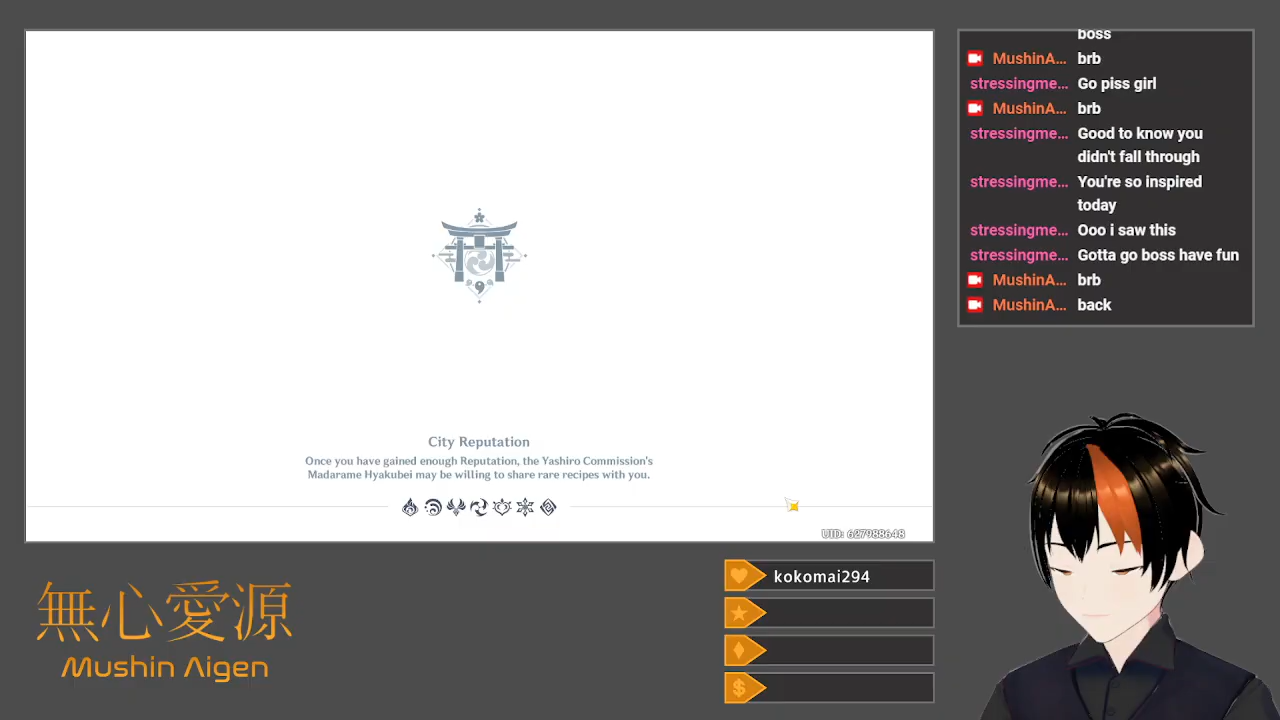 boss
MushinA... brb
stressingme... Go piss girl
MushinA... brb
stressingme... Good to know you
didn't fall through
stressingme... You're so inspired
today
stressingme... Ooo i saw this
stressingme... Gotta go boss have fun
MushinA... brb
MushinA... back
City Reputation
Once you have gained enough Reputation, the Yashiro Commission's
Madarame Hyakubei may be willing to share rare recipes with you.
UID: 627988648
kokomai294
無心愛源
Mushin Aigen